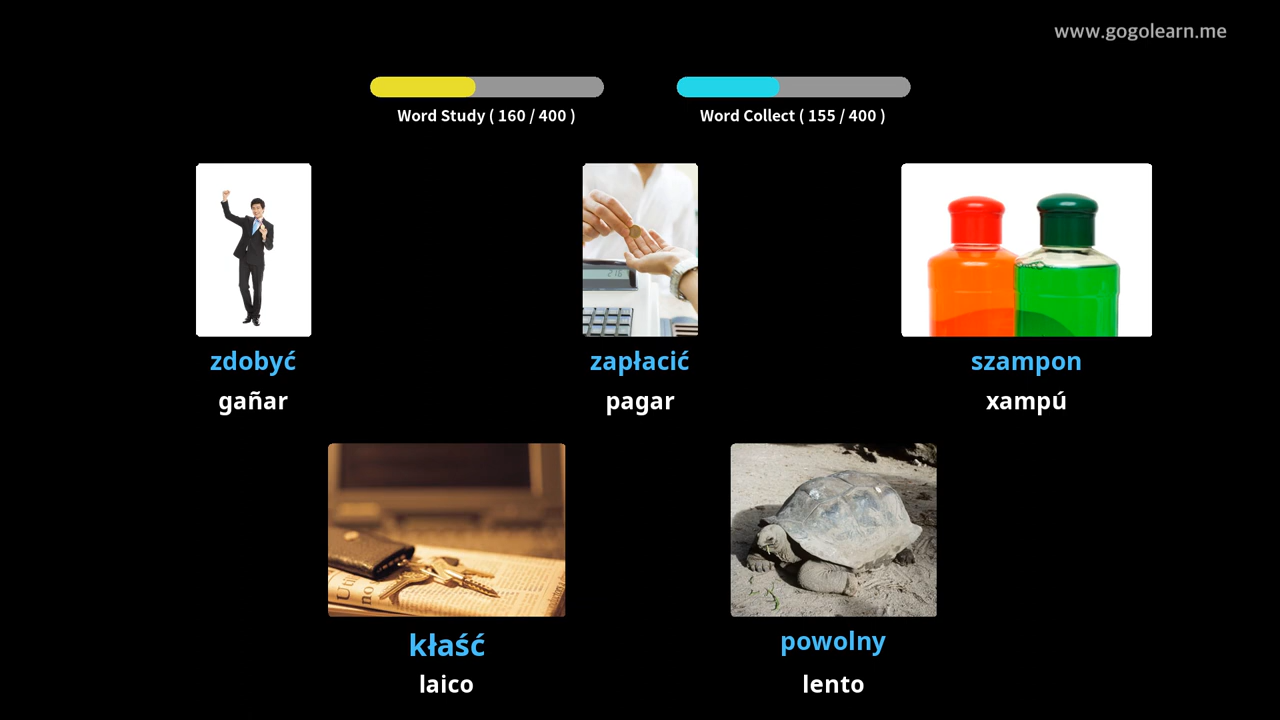 www.gogolearn.me
Word Study ( 160 / 400 )
Word Collect ( 155 / 400 )
zdobyć
gañar
zapłacić
pagar
szampon
xampú
kłaść
laico
powolny
lento